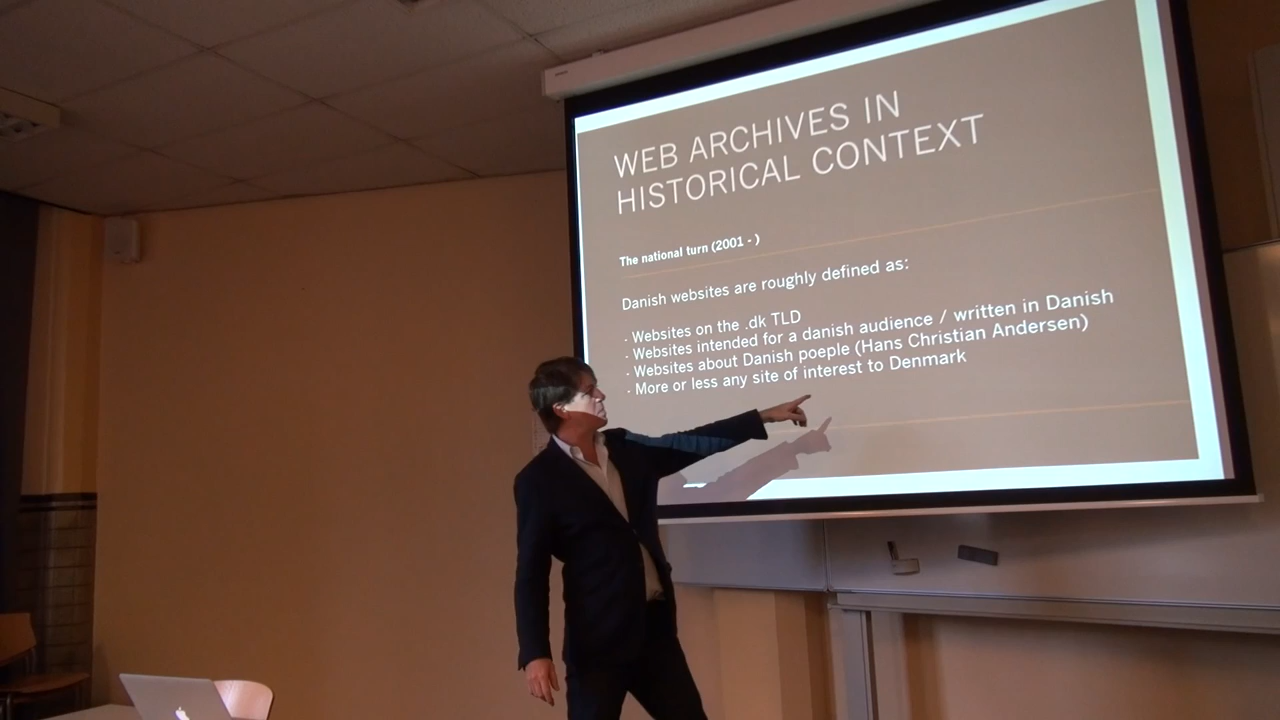 WEB ARCHIVES IN
HISTORICAL CONTEXT
The national turn (2001 - )
Danish websites are roughly defined as:
· Websites on the .dk TLD
· Websites intended for a danish audience / written in Danish
· Websites about Danish poeple (Hans Christian Andersen)
· More or less any site of interest to Denmark